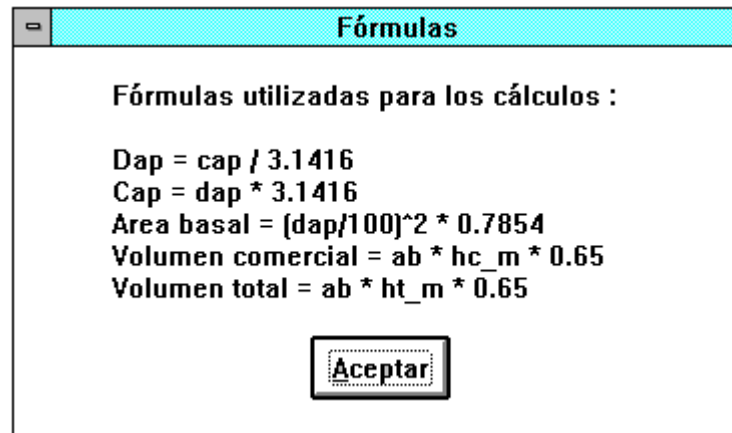 Fórmulas
Fórmulas utilizadas para los cálculos :
Dap = cap / 3.1416
Cap = dap * 3.1416
Area basal = (dap/100)^2 * 0.7854
Volumen comercial = ab * hc_m * 0.65
Volumen total = ab * ht_m * 0.65
Aceptar